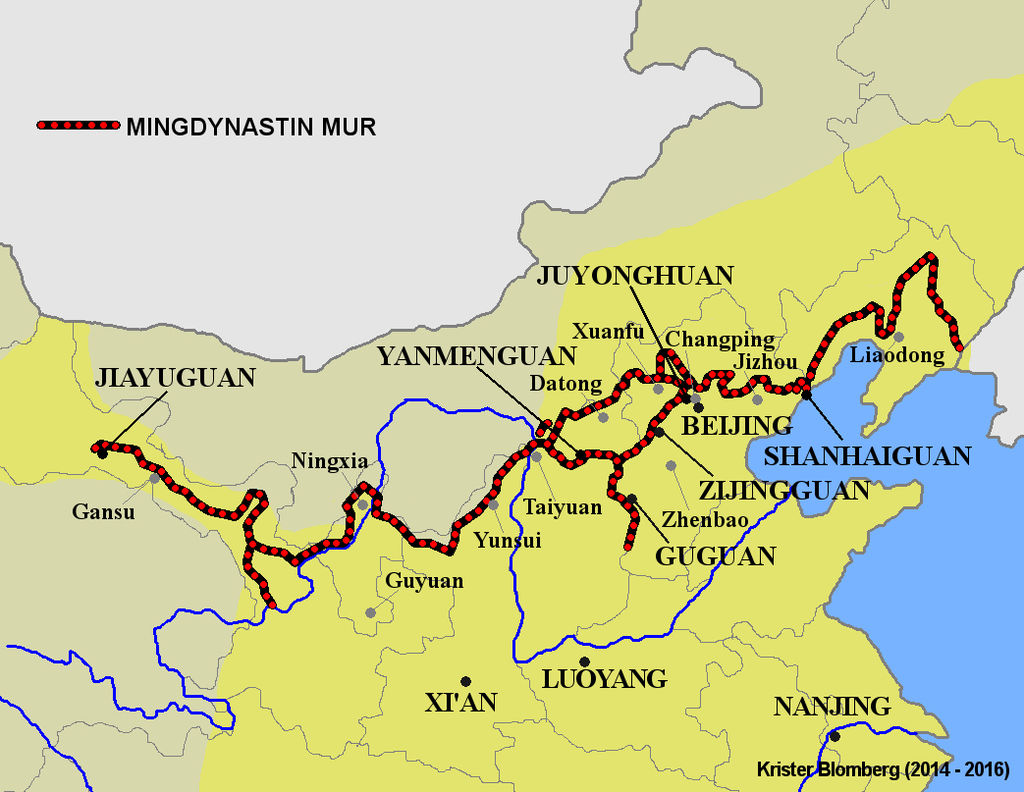 MINGDYNASTIN MUR
JUYONGHUAN
Xuanfu
Changping
YANMENGUAN
Jizhou
Liaodong
JIAYUGUAN
Datong
BEIJING
SHANHAIGUAN
Ningxia
ZIJINGGUAN
Gansu
Taiyuan
Zhenbao
Yunsui
GUGUAN
Guyuan
LUOYANG
XI'AN
NANJING
Krister Blomberg (2014 - 2016)